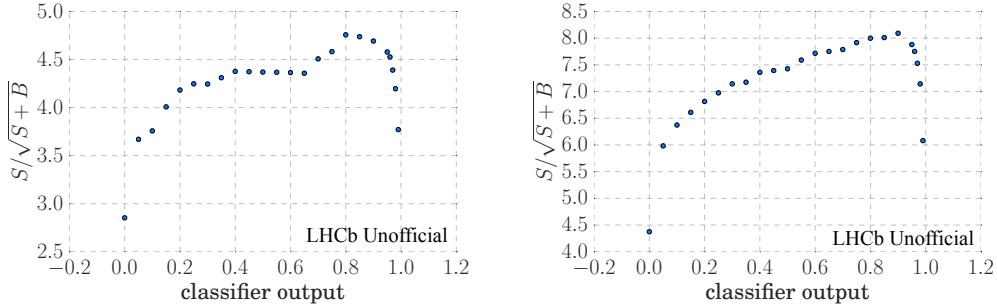 5.0
4.5
4.0
3.5
3.0
2.5
S/√S + B
LHCb Unofficial
−0.2 0.0 0.2 0.4 0.6 0.8 1.0 1.2
classifier output
8.5
8.0
7.5
7.0
6.5
6.0
5.5
5.0
4.5
4.0
S/√S + B
LHCb Unofficial
−0.2 0.0 0.2 0.4 0.6 0.8 1.0 1.2
classifier output